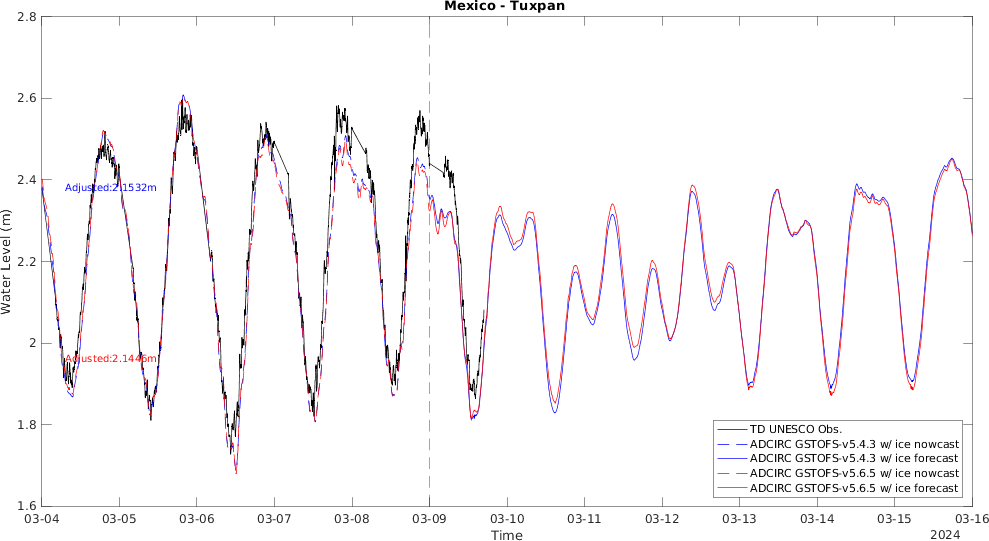 Mexico - Tuxpan
2.8
2.6
2.4
2.2
2
1.8
1.6
Water Level (m)
Adjusted:2.1532m
Adjusted:2.1446m
TD UNESCO Obs.
ADCIRC GSTOFS-v5.4.3 w/ ice nowcast
ADCIRC GSTOFS-v5.4.3 w/ ice forecast
ADCIRC GSTOFS-v5.6.5 w/ ice nowcast
ADCIRC GSTOFS-v5.6.5 w/ ice forecast
03-04 03-05 03-06 03-07 03-08 03-09 03-10 03-11 03-12 03-13 03-14 03-15 03-16
Time
2024